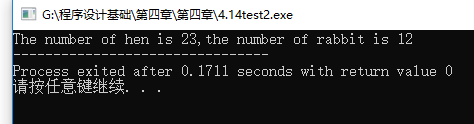 G:\程序设计基础\第四章\第四章\4.14test2.exe
The number of hen is 23,the number of rabbit is 12
--------------------------------
Process exited after 0.1711 seconds with return value 0
请按任意键继续. . .